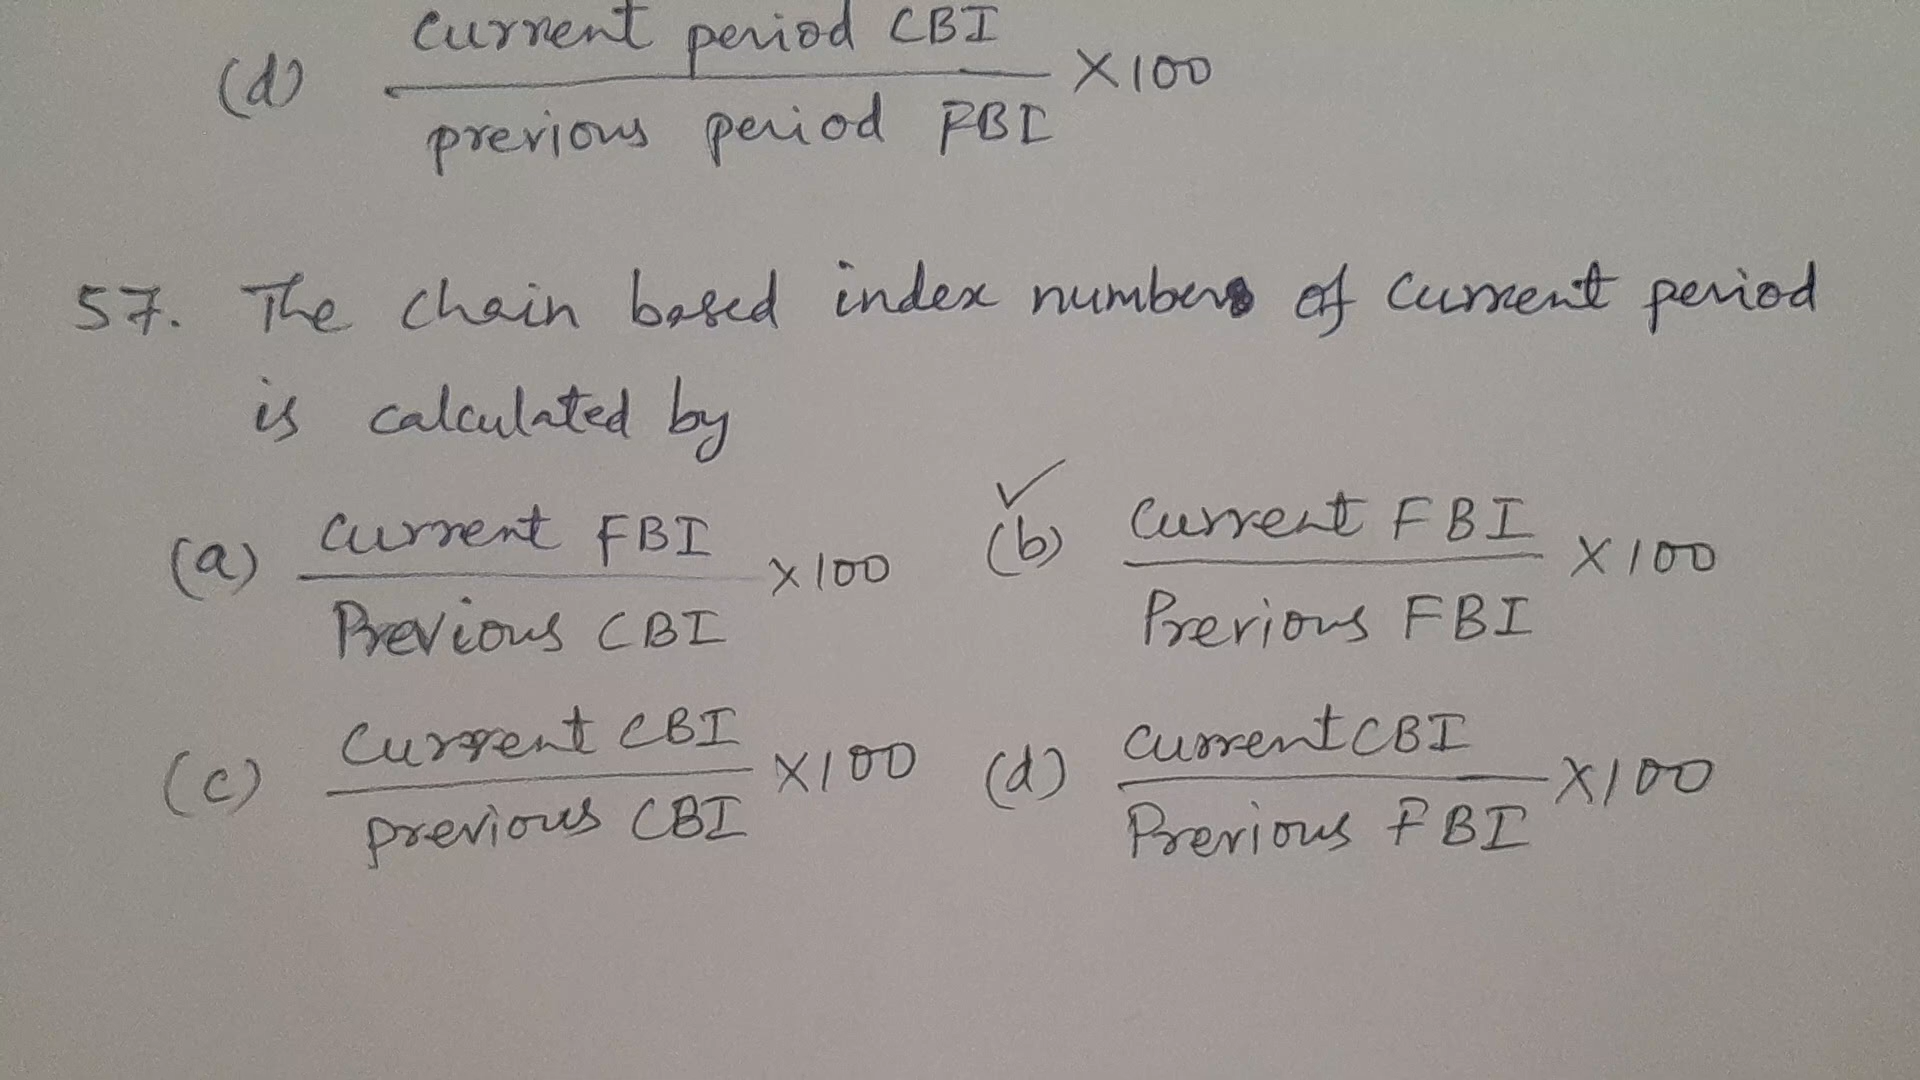 (d) current period CBI / previous period FBI ×100
57. The chain based index numbers of current period
is calculated by
(a) current FBI / Previous CBI ×100 ✓(b) current FBI / Previous FBI ×100
(c) current CBI / previous CBI ×100 (d) current CBI / Previous FBI ×100